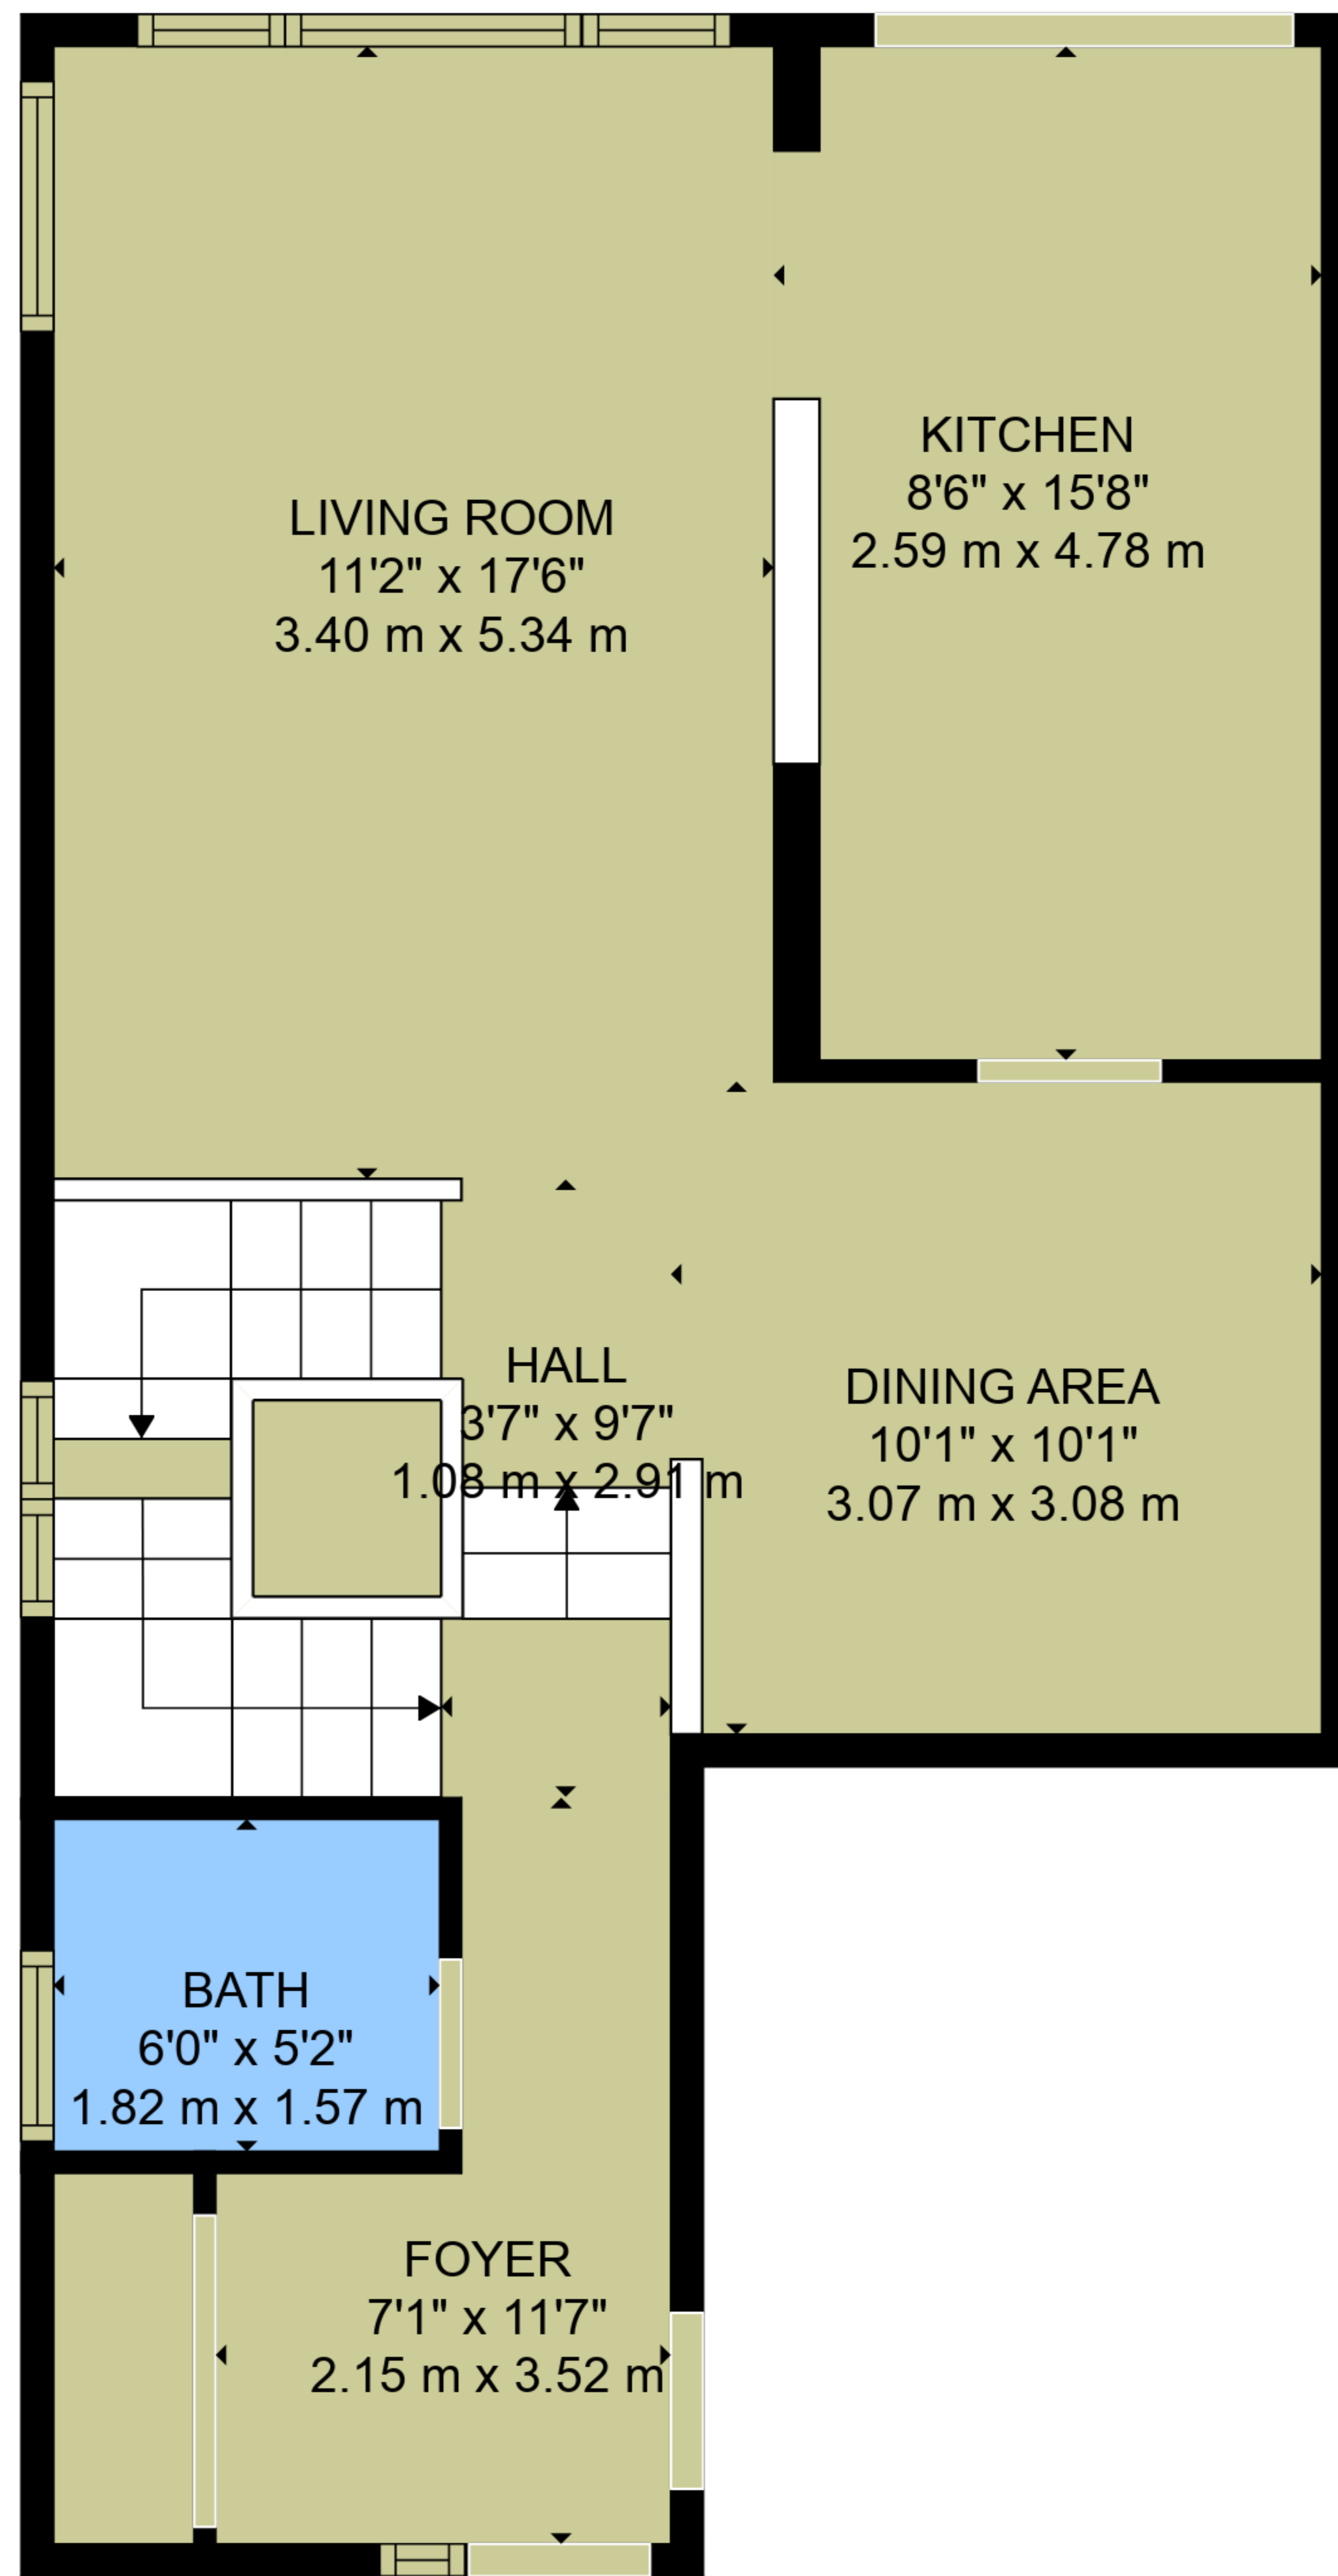 KITCHEN
8'6" x 15'8"
2.59 m x 4.78 m
LIVING ROOM
11'2" x 17'6"
3.40 m x 5.34 m
HALL
3'7" x 9'7"
1.08 m x 2.91 m
DINING AREA
10'1" x 10'1"
3.07 m x 3.08 m
BATH
6'0" x 5'2"
1.82 m x 1.57 m
FOYER
7'1" x 11'7"
2.15 m x 3.52 m